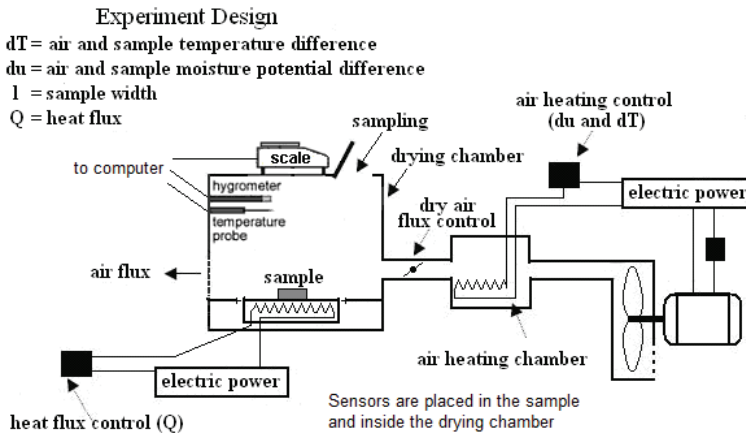 Experiment Design
dT = air and sample temperature difference
du = air and sample moisture potential difference
l = sample width
Q = heat flux
air heating control
(du and dT)
sampling
scale
to computer
drying chamber
hygrometer
electric power
temperature
probe
dry air
flux control
air flux
sample
air heating chamber
electric power
Sensors are placed in the sample
and inside the drying chamber
heat flux control (Q)